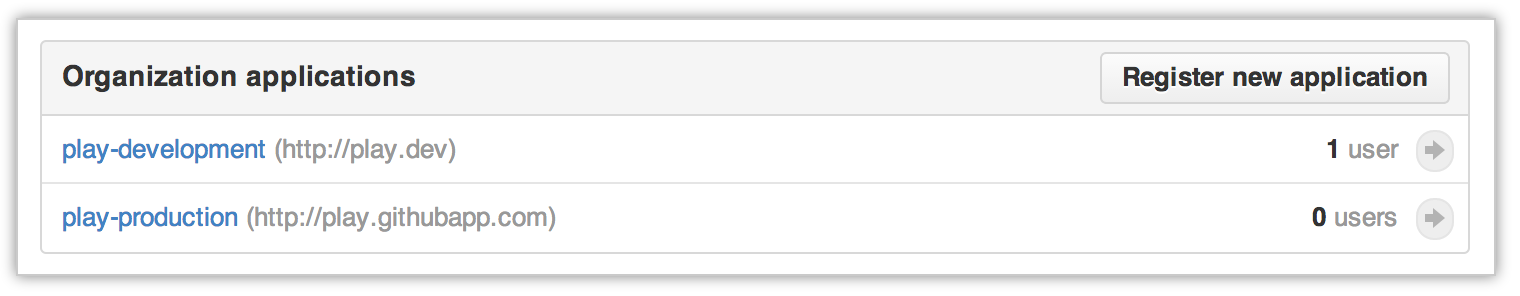 Organization applications Register new application
play-development (http://play.dev) 1 user
play-production (http://play.githubapp.com) 0 users